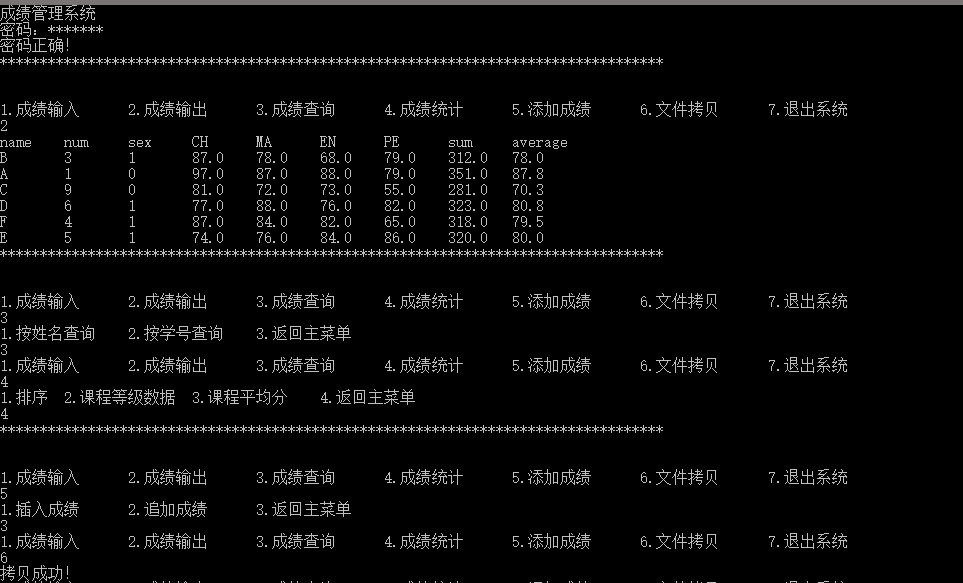 成绩管理系统
密码: *******
密码正确!
***********************************************************************************
1.成绩输入 2.成绩输出 3.成绩查询 4.成绩统计 5.添加成绩 6.文件拷贝 7.退出系统
2
name num sex CH MA EN PE sum average
B 3 1 87.0 78.0 68.0 79.0 312.0 78.0
A 1 0 97.0 87.0 88.0 79.0 351.0 87.8
C 9 0 81.0 72.0 73.0 55.0 281.0 70.3
D 6 1 77.0 88.0 76.0 82.0 323.0 80.8
F 4 1 87.0 84.0 82.0 65.0 318.0 79.5
E 5 1 74.0 76.0 84.0 86.0 320.0 80.0
***********************************************************************************
1.成绩输入 2.成绩输出 3.成绩查询 4.成绩统计 5.添加成绩 6.文件拷贝 7.退出系统
3
1.按姓名查询 2.按学号查询 3.返回主菜单
3
1.成绩输入 2.成绩输出 3.成绩查询 4.成绩统计 5.添加成绩 6.文件拷贝 7.退出系统
4
1.排序 2.课程等级数据 3.课程平均分 4.返回主菜单
4
***********************************************************************************
1.成绩输入 2.成绩输出 3.成绩查询 4.成绩统计 5.添加成绩 6.文件拷贝 7.退出系统
5
1.插入成绩 2.追加成绩 3.返回主菜单
3
1.成绩输入 2.成绩输出 3.成绩查询 4.成绩统计 5.添加成绩 6.文件拷贝 7.退出系统
6
拷贝成功!